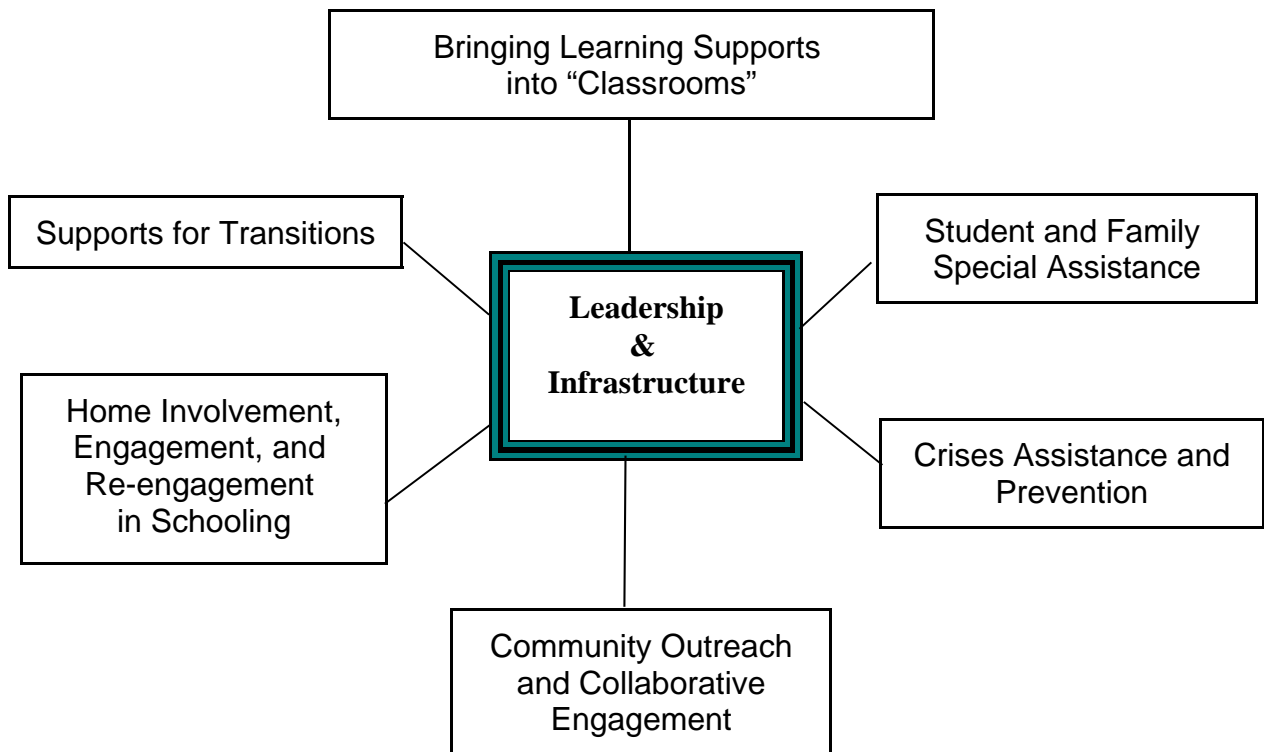 Bringing Learning Supports
into “Classrooms”
Supports for Transitions
Student and Family
Special Assistance
Leadership
&
Infrastructure
Home Involvement,
Engagement, and
Re-engagement
in Schooling
Crises Assistance and
Prevention
Community Outreach
and Collaborative
Engagement